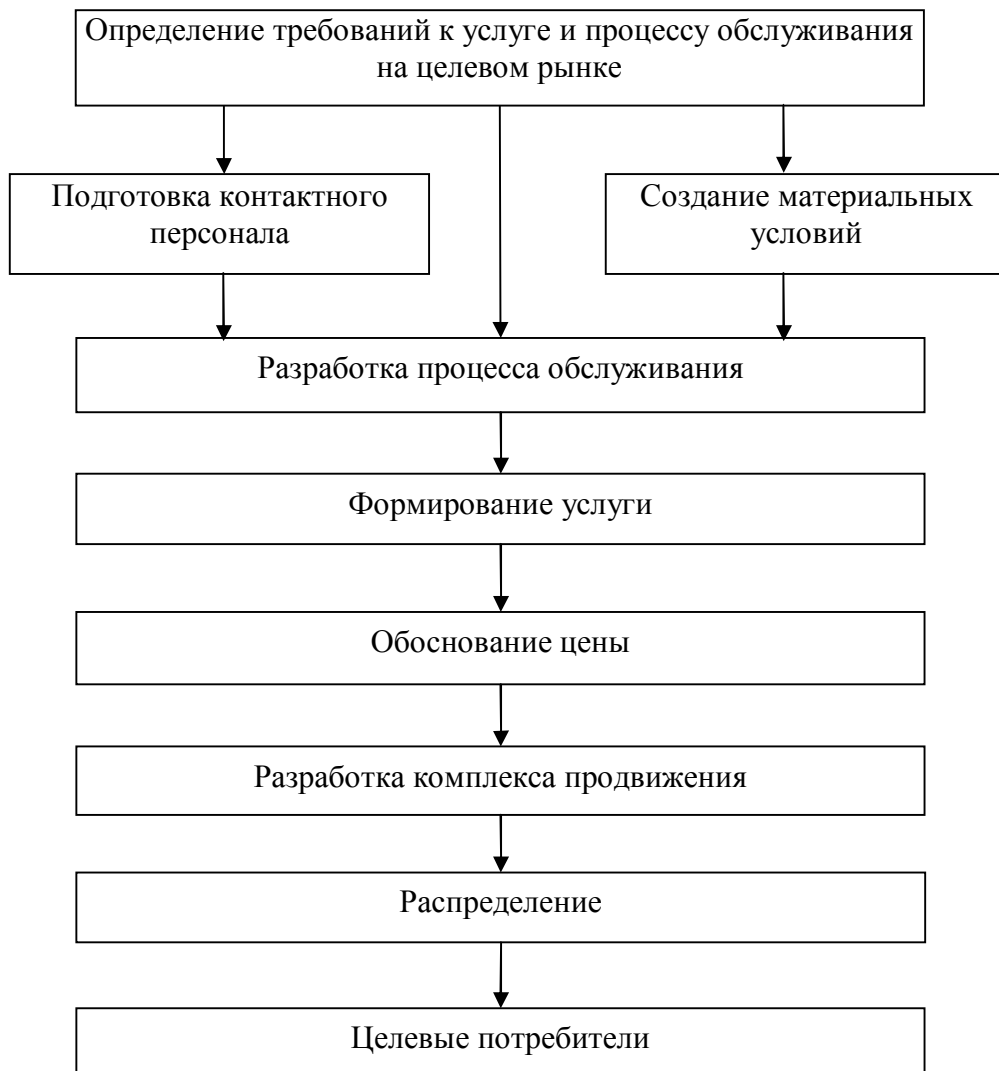 Определение требований к услуге и процессу обслуживания
на целевом рынке
Подготовка контактного
персонала
Создание материальных
условий
Разработка процесса обслуживания
Формирование услуги
Обоснование цены
Разработка комплекса продвижения
Распределение
Целевые потребители